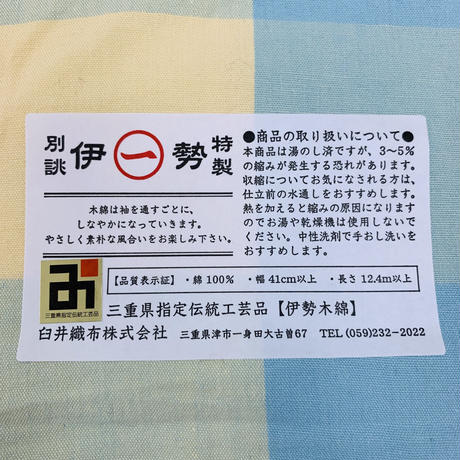 別誂 伊 一 勢 特製
木綿は袖を通すごとに、
しなやかになっていきます。
やさしく素朴な風合いをお楽しみ下さい。
●商品の取り扱いについて●
本商品は湯のし済ですが、3〜5%
の縮みが発生する恐れがあります。
収縮についてお気になされる方は、
仕立前の水通しをおすすめします。
熱を加えると縮みの原因になります
のでお湯や乾燥機は使用しないでく
ださい。中性洗剤で手おし洗いを
おすすめします。
三重県指定伝統工芸品
【品質表示証】 ・綿 100% ・幅 41cm以上 ・長さ 12.4m以上
三重県指定伝統工芸品【伊勢木綿】
臼井織布株式会社 三重県津市一身田大古曽67 TEL (059)232-2022